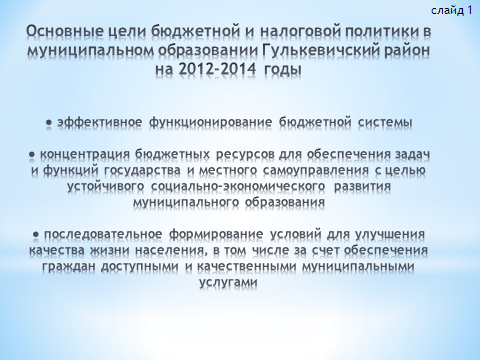 слайд 1
Основные цели бюджетной и налоговой политики в
муниципальном образовании Гулькевичский район
на 2012-2014 годы
● эффективное функционирование бюджетной системы
● концентрация бюджетных ресурсов для обеспечения задач
и функций государства и местного самоуправления с целью
устойчивого социально-экономического развития
муниципального образования
● последовательное формирование условий для улучшения
качества жизни населения, в том числе за счет обеспечения
граждан доступными и качественными муниципальными
услугами